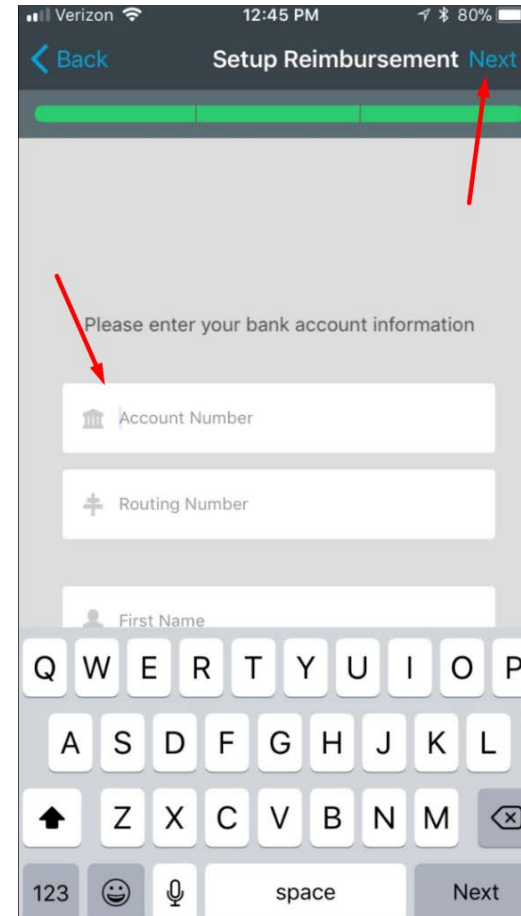 Verizon 12:45 PM 80%
Back Setup Reimbursement Next
Please enter your bank account information
Account Number
Routing Number
First Name
Q W E R T Y U I O P
A S D F G H J K L
Z X C V B N M
123 space Next